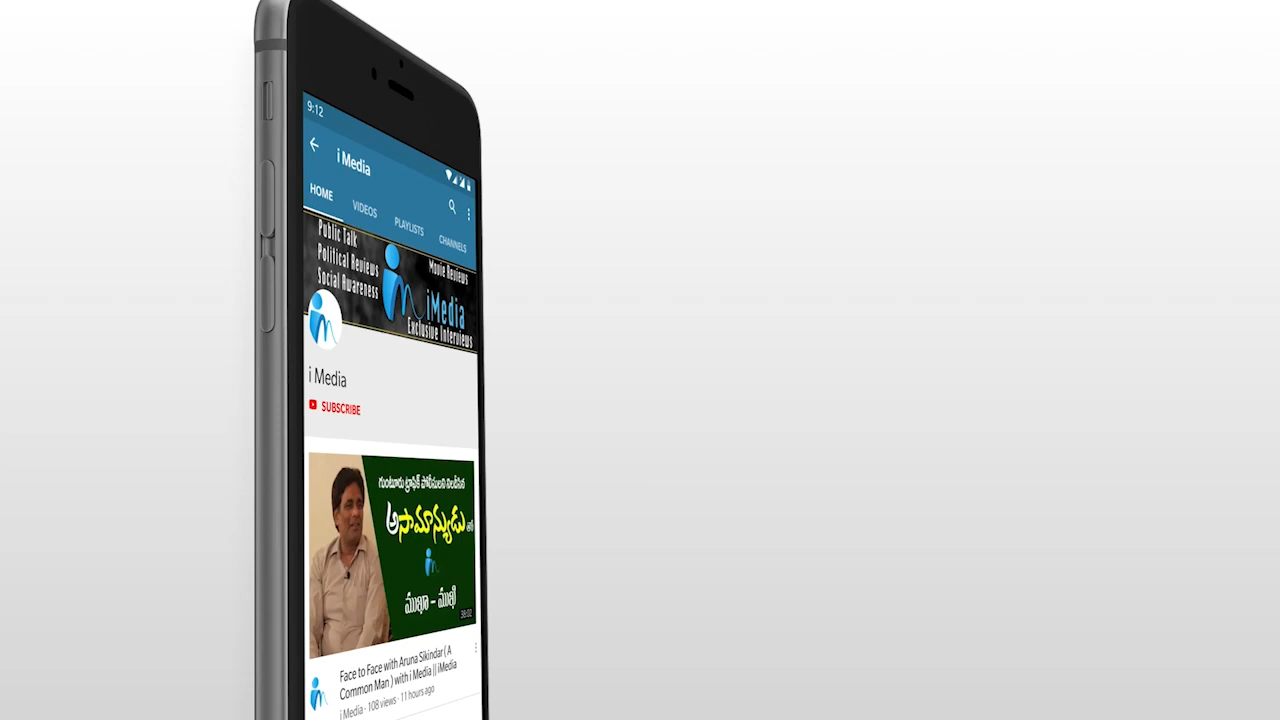 9:12
i Media
HOME
VIDEOS
PLAYLISTS
CHANNELS
Public Talk
Political Reviews
Social Awareness
Movie Reviews
iMedia
Exclusive Interviews
i Media
SUBSCRIBE
గుంటూరు ట్రాఫిక్ పోలీసులని నిలదీసిన
అసామాన్యుడు
ముఖా - ముఖి
38:02
Face to Face with Aruna Sikindar ( A
Common Man ) with i Media || iMedia
i Media · 108 views · 11 hours ago